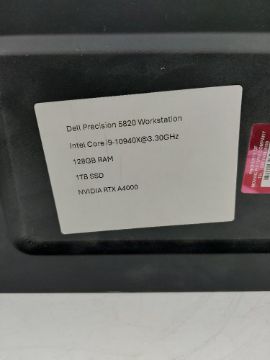 Dell Precision 5820 Workstation
Intel Core i9-10940X@3.30GHz
128GB RAM
1TB SSD
NVIDIA RTX A4000